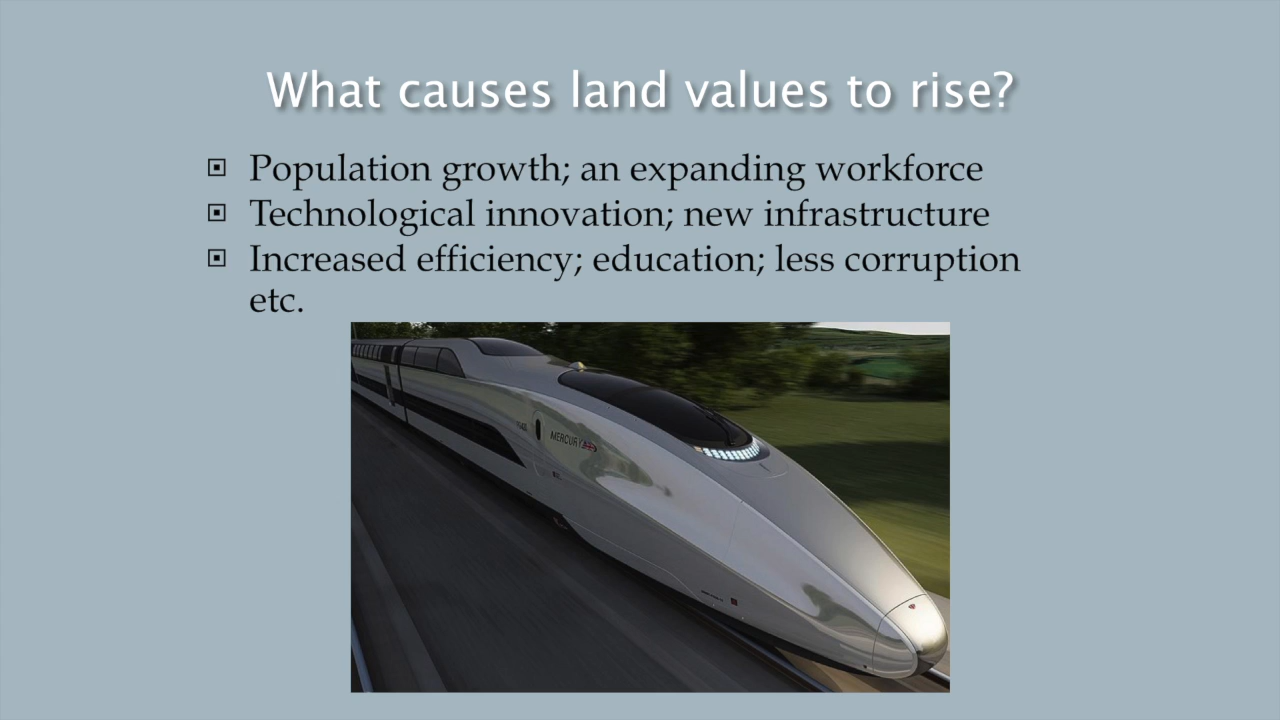 What causes land values to rise?
Population growth; an expanding workforce
Technological innovation; new infrastructure
Increased efficiency; education; less corruption
etc.
MERCURY